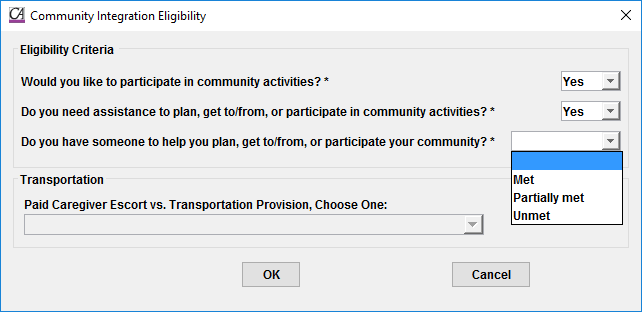 CA Community Integration Eligibility
Eligibility Criteria
Would you like to participate in community activities? * Yes
Do you need assistance to plan, get to/from, or participate in community activities? * Yes
Do you have someone to help you plan, get to/from, or participate your community? *
Met
Partially met
Unmet
Transportation
Paid Caregiver Escort vs. Transportation Provision, Choose One:
OK Cancel